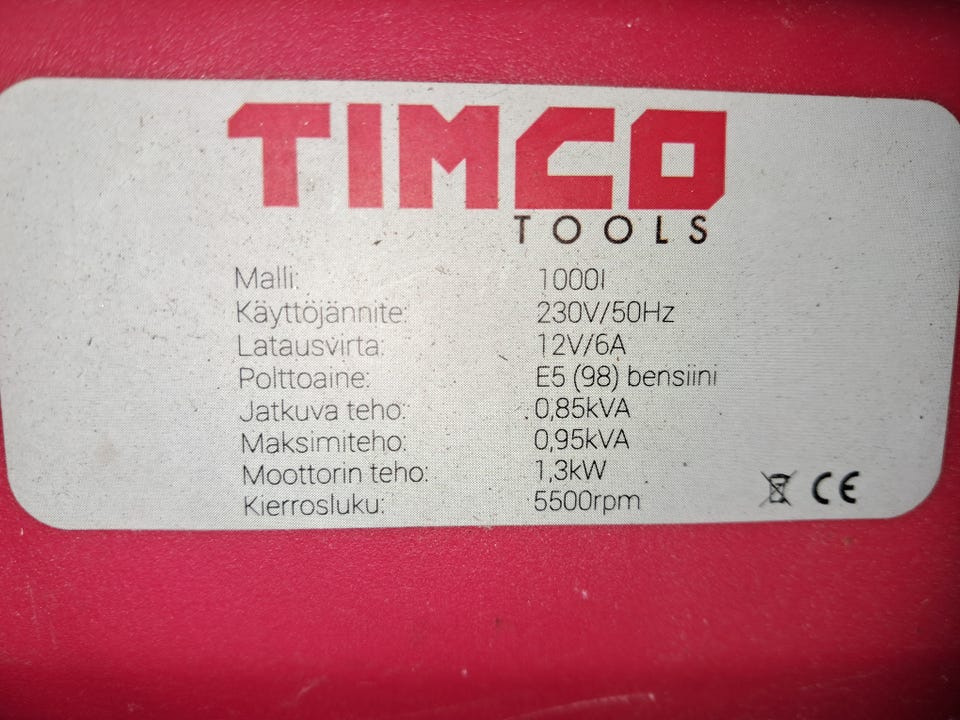 TIMCO
TOOLS
Malli: 1000I
Käyttöjännite: 230V/50Hz
Latausvirta: 12V/6A
Polttoaine: E5 (98) bensiini
Jatkuva teho: 0,85kVA
Maksimiteho: 0,95kVA
Moottorin teho: 1,3kW
Kierrosluku: 5500rpm
CE